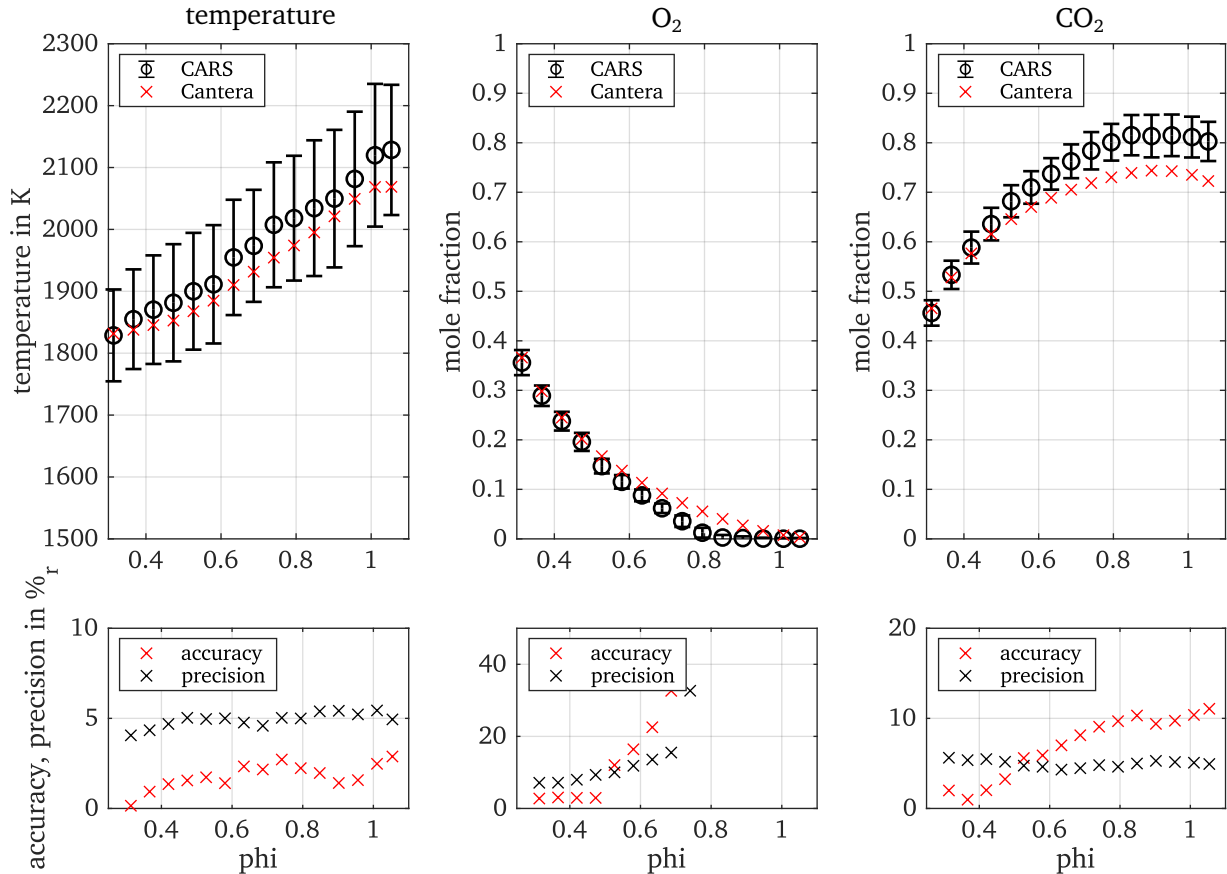 temperature
2300
2200
2100
2000
1900
1800
1700
1600
1500
temperature in K
CARS
Cantera
0.4 0.6 0.8 1
O2
1
0.9
0.8
0.7
0.6
0.5
0.4
0.3
0.2
0.1
0
mole fraction
CARS
Cantera
0.4 0.6 0.8 1
CO2
1
0.9
0.8
0.7
0.6
0.5
0.4
0.3
0.2
0.1
0
mole fraction
CARS
Cantera
0.4 0.6 0.8 1
accuracy, precision in %r
10
5
0
accuracy
precision
0.4 0.6 0.8 1
phi
40
20
0
accuracy
precision
0.4 0.6 0.8 1
phi
20
10
0
accuracy
precision
0.4 0.6 0.8 1
phi